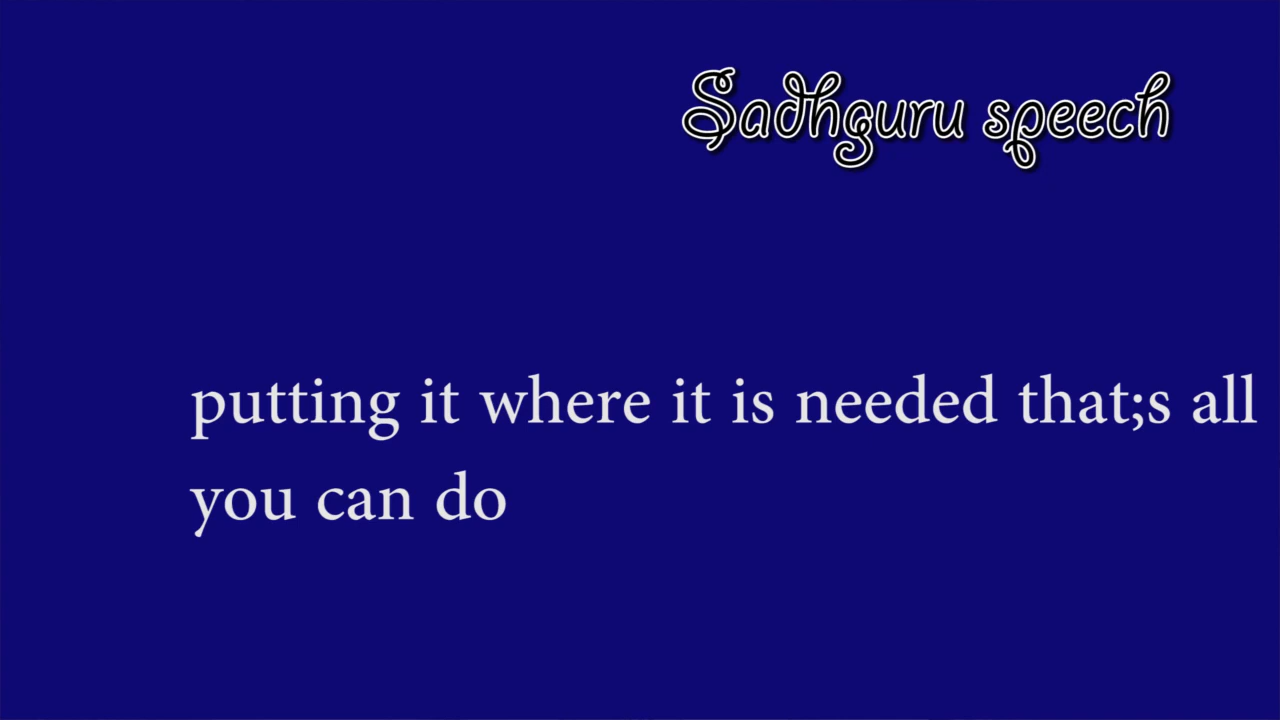 Sadhguru speech
putting it where it is needed that;s all
you can do